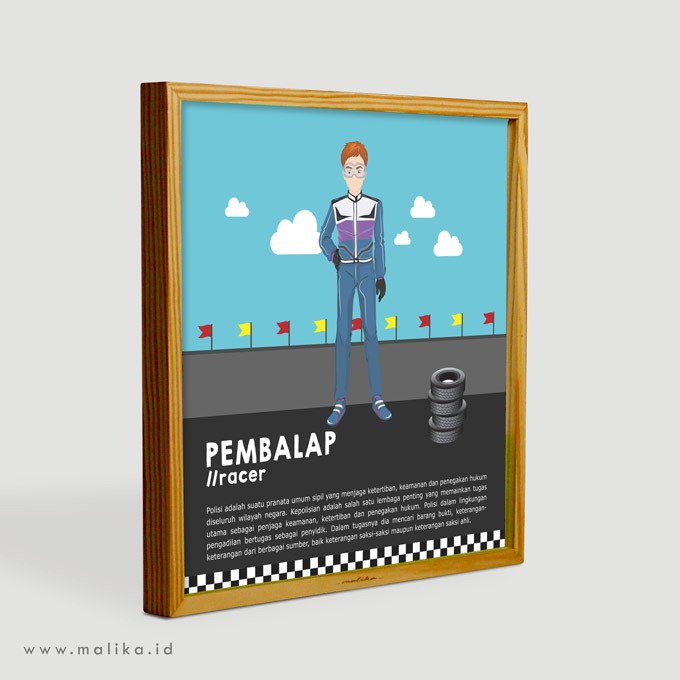 PEMBALAP
//racer
Polisi adalah suatu pranata umum sipil yang menjaga ketertiban, keamanan dan penegakan hukum
diseluruh wilayah negara. Kepolisian adalah salah satu lembaga penting yang memainkan tugas
utama sebagai penjaga keamanan, ketertiban dan penegakan hukum. Polisi dalam lingkungan
pengadilan bertugas sebagai penyidik. Dalam tugasnya dia mencari barang bukti, keterangan-
keterangan dari berbagai sumber, baik keterangan saksi-saksi maupun keterangan saksi ahli.
malika
www.malika.id